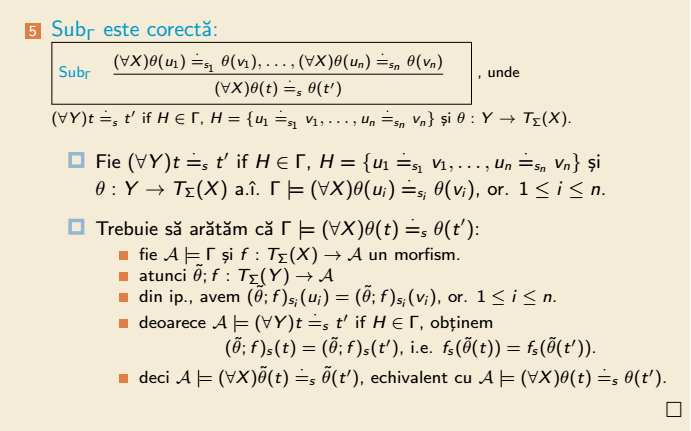 5 Sub_Γ este corectă:
Sub_Γ (∀X)θ(u₁) ≐_{s₁} θ(v₁), . . . , (∀X)θ(uₙ) ≐_{sₙ} θ(vₙ)
(∀X)θ(t) ≐_s θ(t′) , unde
(∀Y)t ≐_s t′ if H ∈ Γ, H = {u₁ ≐_{s₁} v₁, . . . , uₙ ≐_{sₙ} vₙ} și θ : Y → T_Σ(X).
Fie (∀Y)t ≐_s t′ if H ∈ Γ, H = {u₁ ≐_{s₁} v₁, . . . , uₙ ≐_{sₙ} vₙ} și
θ : Y → T_Σ(X) a.î. Γ ⊨ (∀X)θ(uᵢ) ≐_{sᵢ} θ(vᵢ), or. 1 ≤ i ≤ n.
Trebuie să arătăm că Γ ⊨ (∀X)θ(t) ≐_s θ(t′):
fie 𝒜 ⊨ Γ și f : T_Σ(X) → 𝒜 un morfism.
atunci θ̃; f : T_Σ(Y) → 𝒜
din ip., avem (θ̃; f)_{sᵢ}(uᵢ) = (θ̃; f)_{sᵢ}(vᵢ), or. 1 ≤ i ≤ n.
deoarece 𝒜 ⊨ (∀Y)t ≐_s t′ if H ∈ Γ, obținem
(θ̃; f)_s(t) = (θ̃; f)_s(t′), i.e. f_s(θ̃(t)) = f_s(θ̃(t′)).
deci 𝒜 ⊨ (∀X)θ̃(t) ≐_s θ̃(t′), echivalent cu 𝒜 ⊨ (∀X)θ(t) ≐_s θ(t′).